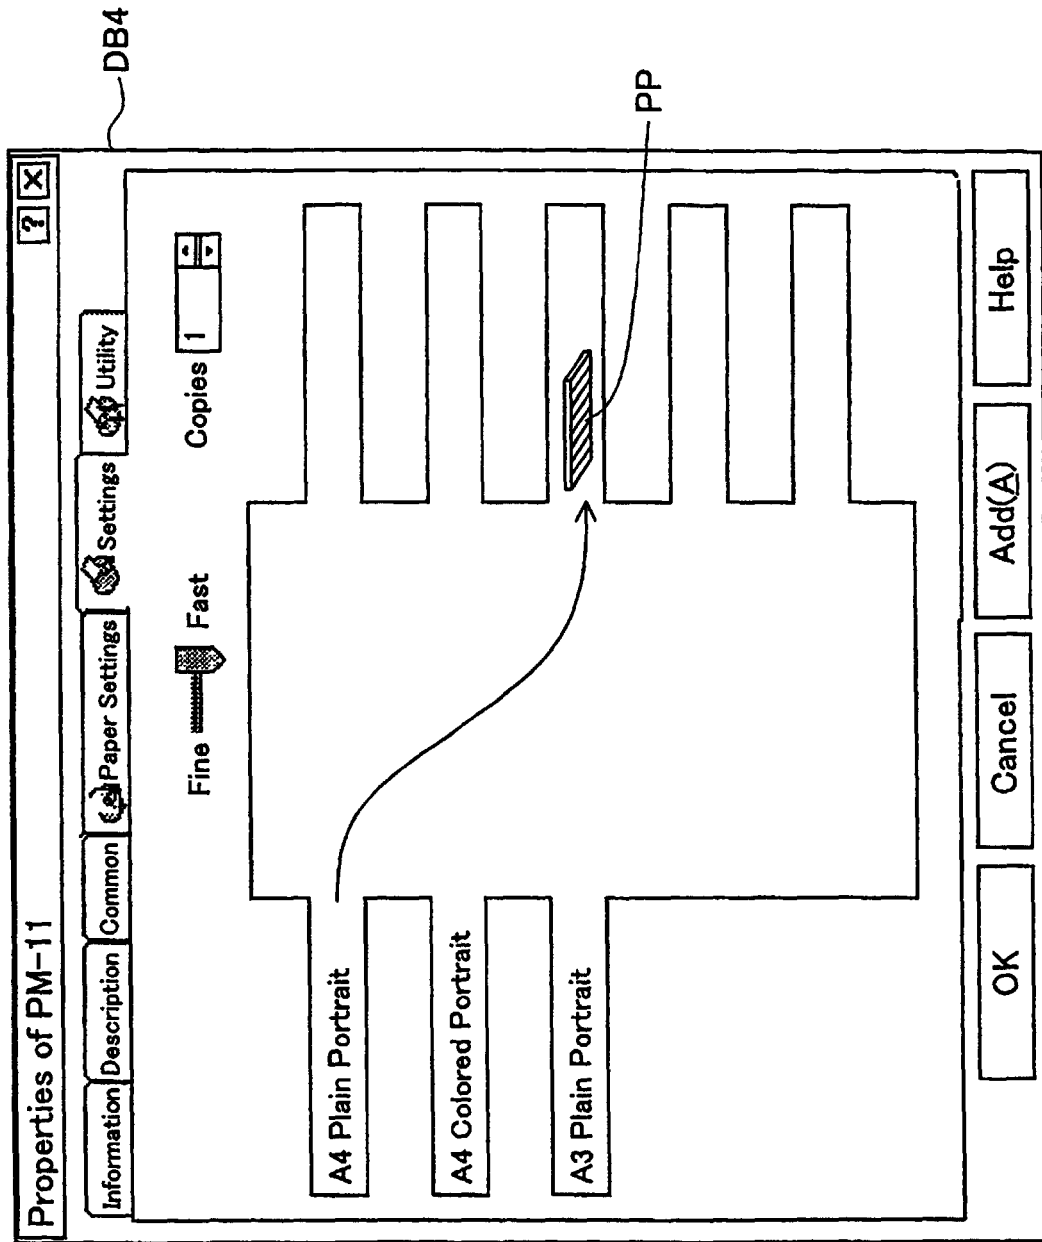 Properties of PM-11
? X
DB4
Information Description Common Paper Settings Settings Utility
Fine Fast Copies 1
A4 Plain Portrait
A4 Colored Portrait
A3 Plain Portrait
PP
OK Cancel Add(A) Help